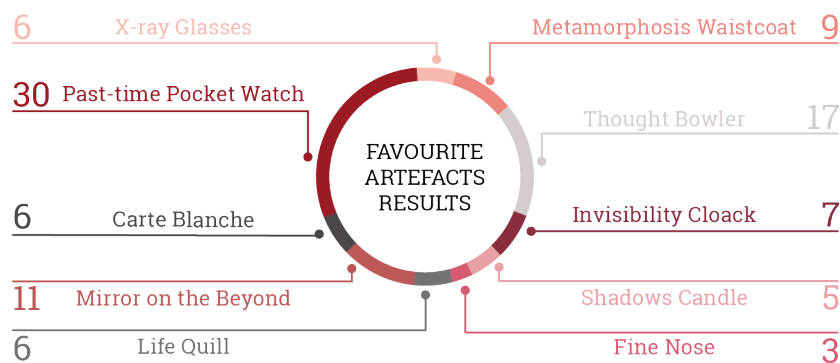 6 X-ray Glasses
Metamorphosis Waistcoat 9
30 Past-time Pocket Watch
Thought Bowler 17
FAVOURITE
ARTEFACTS
RESULTS
6 Carte Blanche
Invisibility Cloack 7
11 Mirror on the Beyond
Shadows Candle 5
6 Life Quill
Fine Nose 3